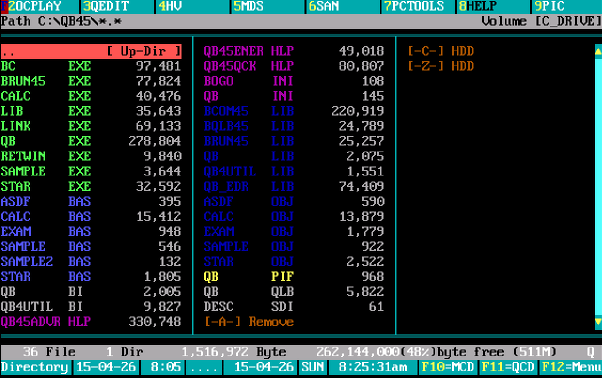 2OCPLAY 3QEDIT 4HV 5MDS 6SAN 7PCTOOLS 8HELP 9PIC
Path C:\QB45\*.* Volume [C_DRIVE]
.. [ Up-Dir ] QB45ENER HLP 49,018 [-C-] HDD
BC EXE 97,481 QB45QCK HLP 80,807 [-Z-] HDD
BRUN45 EXE 77,824 BOGO INI 108
CALC EXE 40,476 QB INI 145
LIB EXE 35,643 BCOM45 LIB 220,919
LINK EXE 69,133 BQLB45 LIB 24,789
QB EXE 278,804 BRUN45 LIB 25,257
RETWIN EXE 9,840 QB LIB 2,075
SAMPLE EXE 3,644 QB4UTIL LIB 1,551
STAR EXE 32,592 QB_EDR LIB 74,409
ASDF BAS 395 ASDF OBJ 590
CALC BAS 15,412 CALC OBJ 13,879
EXAM BAS 948 EXAM OBJ 1,779
SAMPLE BAS 546 SAMPLE OBJ 922
SAMPLE2 BAS 132 STAR OBJ 2,522
STAR BAS 1,805 QB PIF 968
QB BI 2,005 QB QLB 5,822
QB4UTIL BI 9,827 DESC SDI 61
QB45ADVR HLP 330,748 [-A-] Remove
36 File 1 Dir 1,516,972 Byte 262,144,000(48%)byte free (511M) Q
Directory 15-04-26 8:05 .... 15-04-26 SUN 8:25:31am F10=MCD F11=QCD F12=Menu